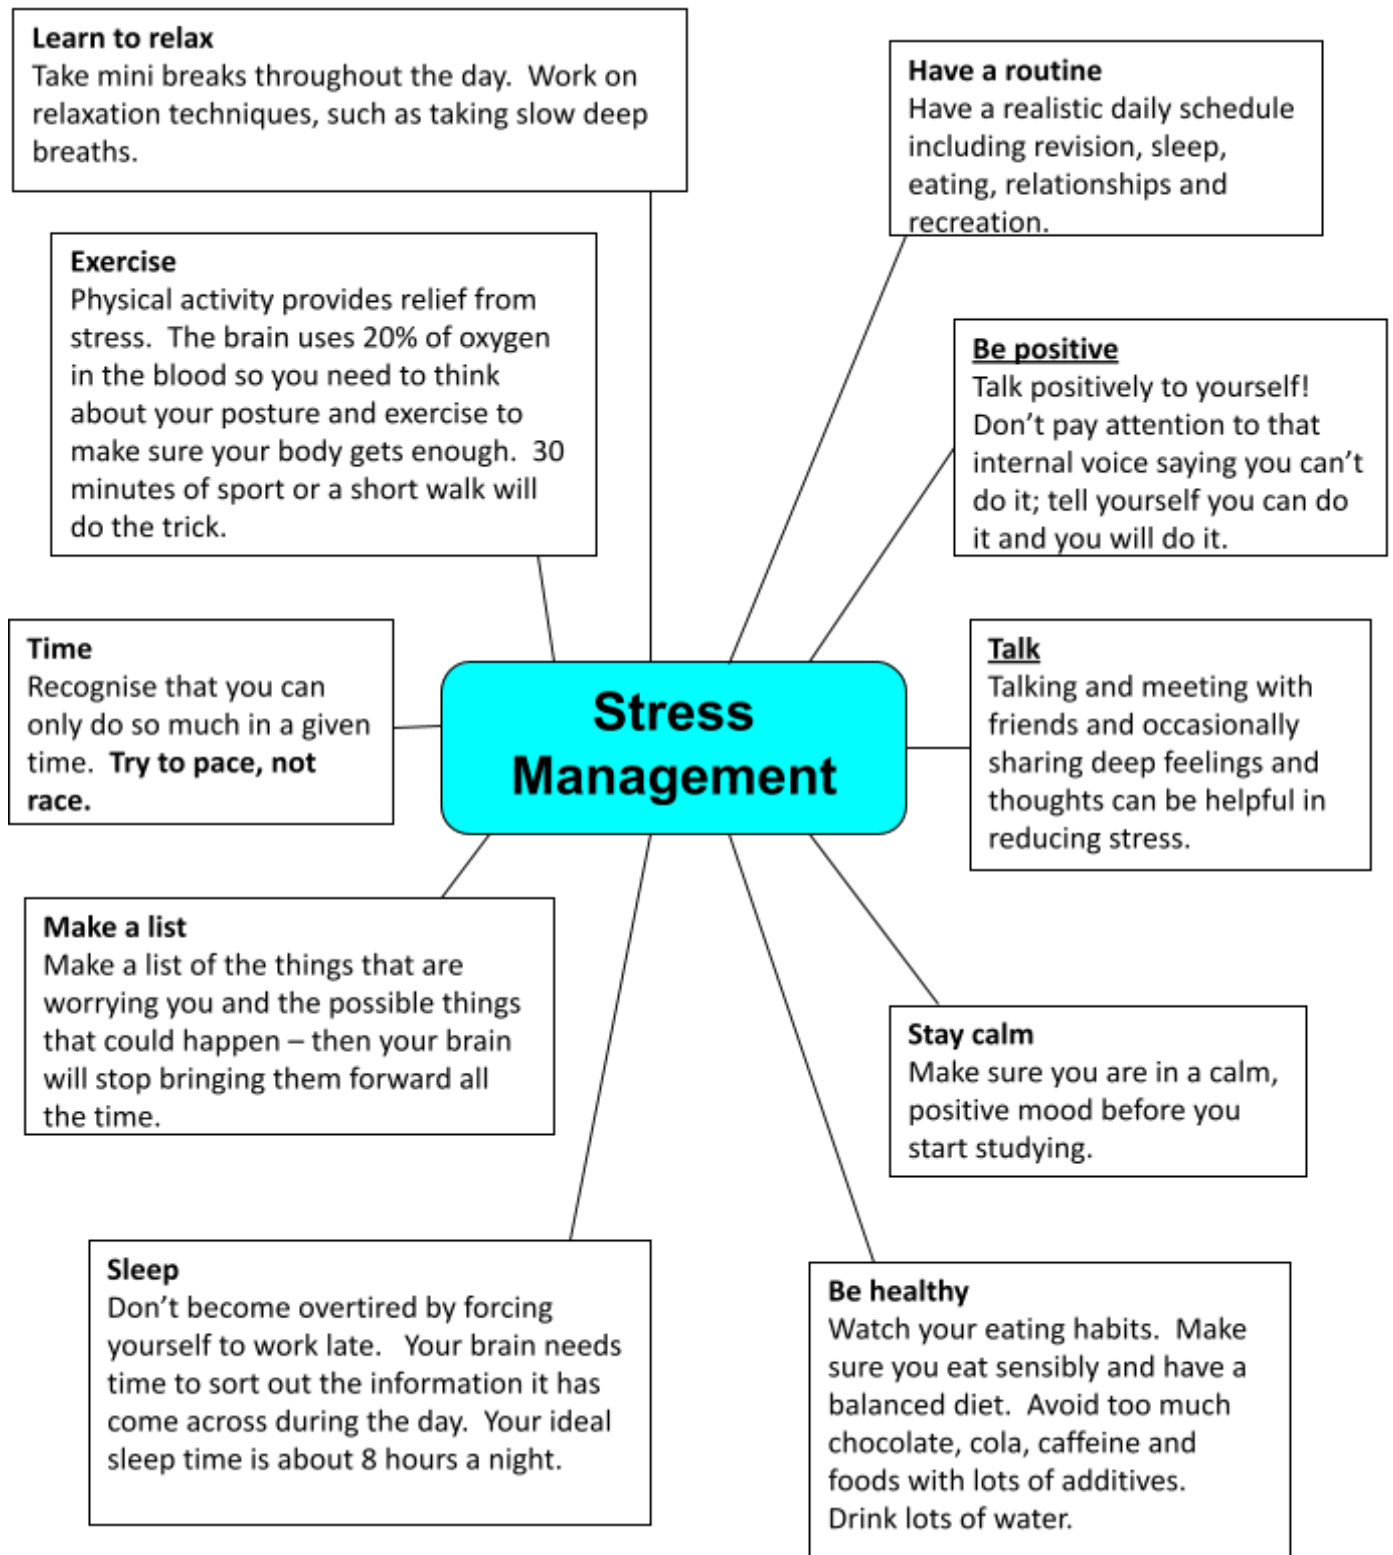 Learn to relax
Take mini breaks throughout the day.  Work on
relaxation techniques, such as taking slow deep
breaths.
Have a routine
Have a realistic daily schedule
including revision, sleep,
eating, relationships and
recreation.
Exercise
Physical activity provides relief from
stress.  The brain uses 20% of oxygen
in the blood so you need to think
about your posture and exercise to
make sure your body gets enough.  30
minutes of sport or a short walk will
do the trick.
Be positive
Talk positively to yourself!
Don’t pay attention to that
internal voice saying you can’t
do it; tell yourself you can do
it and you will do it.
Time
Recognise that you can
only do so much in a given
time.  Try to pace, not
race.
Stress
Management
Talk
Talking and meeting with
friends and occasionally
sharing deep feelings and
thoughts can be helpful in
reducing stress.
Make a list
Make a list of the things that are
worrying you and the possible things
that could happen – then your brain
will stop bringing them forward all
the time.
Stay calm
Make sure you are in a calm,
positive mood before you
start studying.
Sleep
Don’t become overtired by forcing
yourself to work late.   Your brain needs
time to sort out the information it has
come across during the day.  Your ideal
sleep time is about 8 hours a night.
Be healthy
Watch your eating habits.  Make
sure you eat sensibly and have a
balanced diet.  Avoid too much
chocolate, cola, caffeine and
foods with lots of additives.
Drink lots of water.